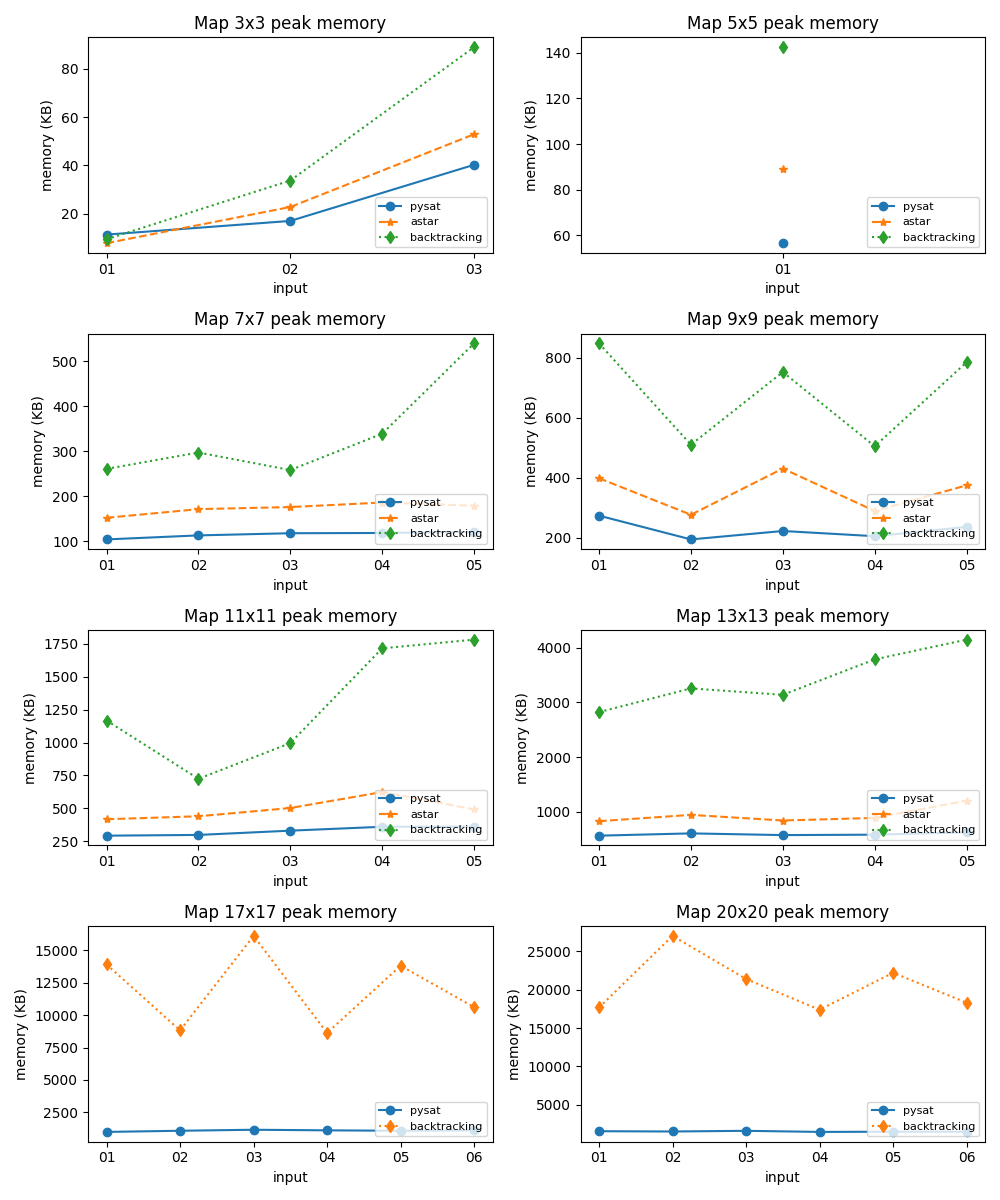 Map 3x3 peak memory
80
60
40
20
memory (KB)
pysat
astar
backtracking
01 02 03
input
Map 5x5 peak memory
140
120
100
80
60
memory (KB)
pysat
astar
backtracking
01
input
Map 7x7 peak memory
500
400
300
200
100
memory (KB)
pysat
astar
backtracking
01 02 03 04 05
input
Map 9x9 peak memory
800
600
400
200
memory (KB)
pysat
astar
backtracking
01 02 03 04 05
input
Map 11x11 peak memory
1750
1500
1250
1000
750
500
250
memory (KB)
pysat
astar
backtracking
01 02 03 04 05
input
Map 13x13 peak memory
4000
3000
2000
1000
memory (KB)
pysat
astar
backtracking
01 02 03 04 05
input
Map 17x17 peak memory
15000
12500
10000
7500
5000
2500
memory (KB)
pysat
backtracking
01 02 03 04 05 06
input
Map 20x20 peak memory
25000
20000
15000
10000
5000
memory (KB)
pysat
backtracking
01 02 03 04 05 06
input